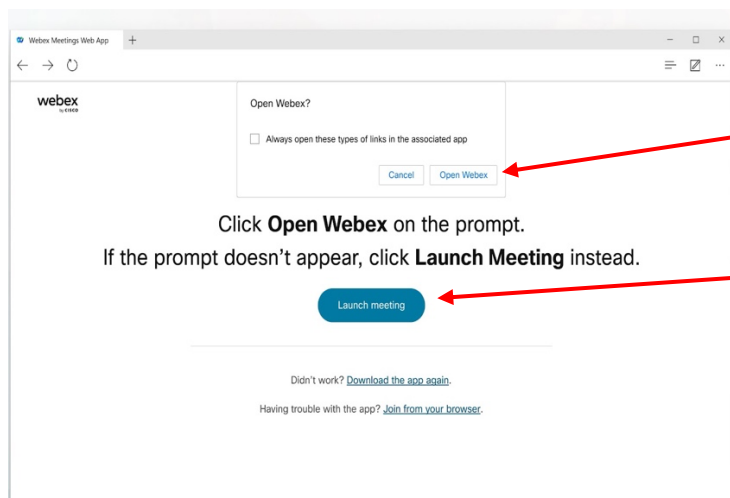 Webex Meetings Web App
webex
by CISCO
Open Webex?
Always open these types of links in the associated app
Cancel
Open Webex
Click Open Webex on the prompt.
If the prompt doesn't appear, click Launch Meeting instead.
Launch meeting
Didn't work? Download the app again.
Having trouble with the app? Join from your browser.